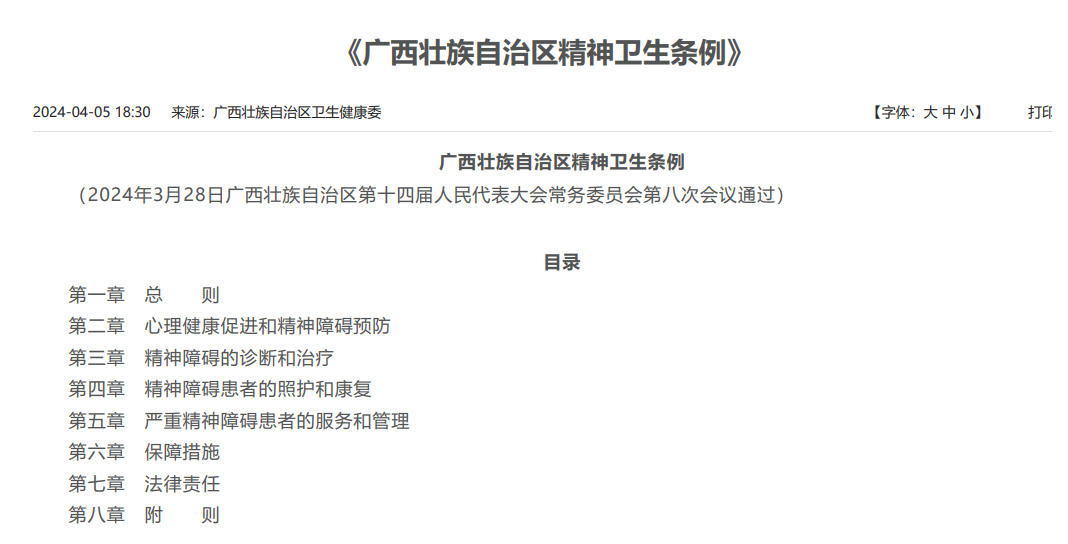 《广西壮族自治区精神卫生条例》
2024-04-05 18:30 来源：广西壮族自治区卫生健康委 【字体：大 中 小】 打印
广西壮族自治区精神卫生条例
（2024年3月28日广西壮族自治区第十四届人民代表大会常务委员会第八次会议通过）
目录
第一章 总　　则
第二章 心理健康促进和精神障碍预防
第三章 精神障碍的诊断和治疗
第四章 精神障碍患者的照护和康复
第五章 严重精神障碍患者的服务和管理
第六章 保障措施
第七章 法律责任
第八章 附　　则